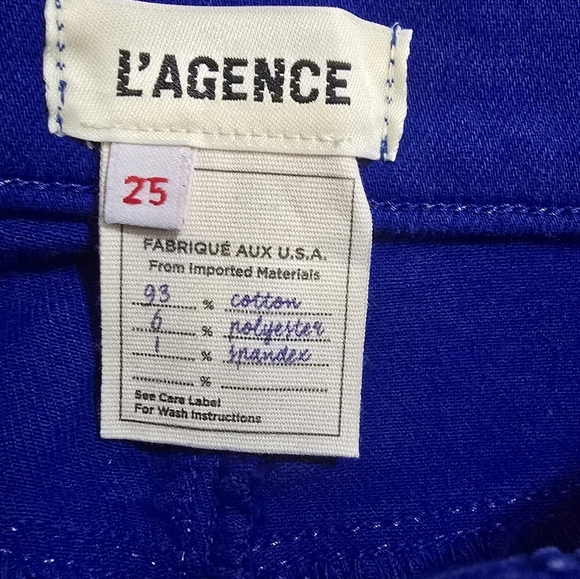 L'AGENCE
25
FABRIQUÉ AUX U.S.A.
From Imported Materials
93 % cotton
6 % polyester
1 % spandex
%
See Care Label
For Wash Instructions